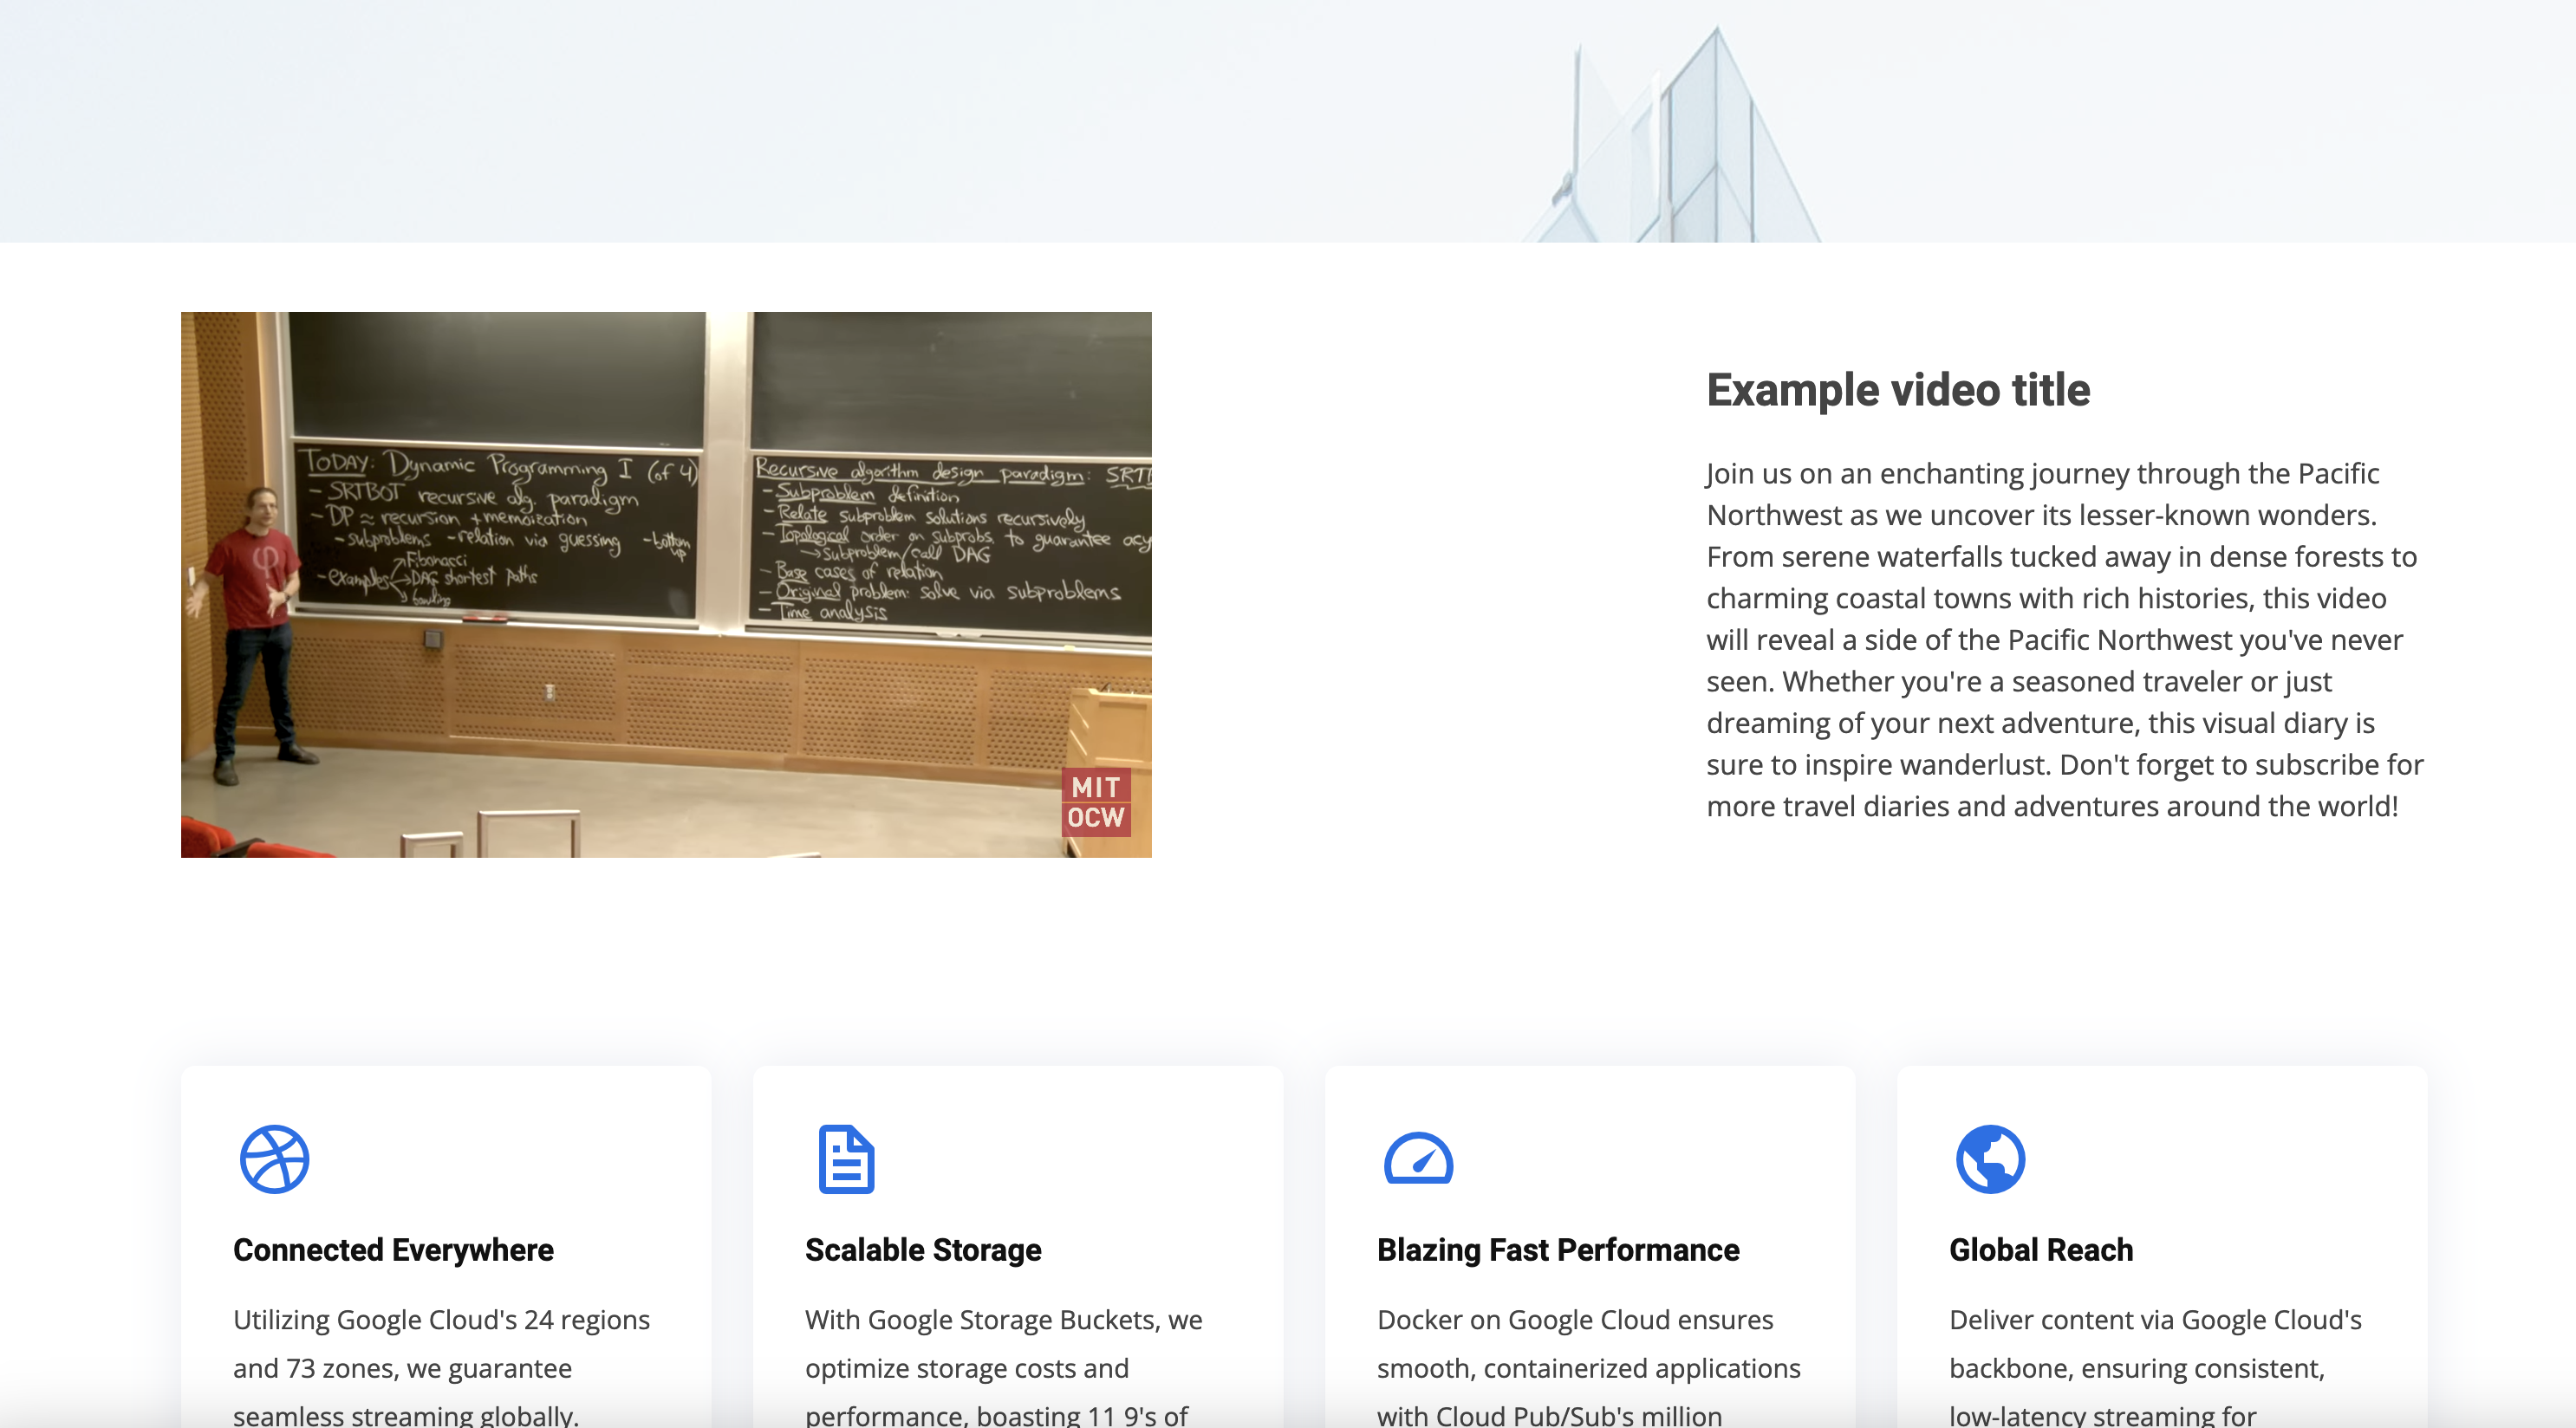 TODAY: Dynamic Programming I (of 4)
- SRTBOT recursive alg. paradigm
- DP ≈ recursion + memoization
- subproblems - relation via guessing - bottom up
- examples → Fibonacci
→ DAG shortest paths
→ bowling
Recursive algorithm design paradigm: SRT
- Subproblem definition
- Relate subproblem solutions recursively
- Topological order on subprobs. to guarantee acy
→ subproblem/call DAG
- Base cases of relation
- Original problem: solve via subproblems
- Time analysis
MIT
OCW
Example video title
Join us on an enchanting journey through the Pacific
Northwest as we uncover its lesser-known wonders.
From serene waterfalls tucked away in dense forests to
charming coastal towns with rich histories, this video
will reveal a side of the Pacific Northwest you've never
seen. Whether you're a seasoned traveler or just
dreaming of your next adventure, this visual diary is
sure to inspire wanderlust. Don't forget to subscribe for
more travel diaries and adventures around the world!
Connected Everywhere
Utilizing Google Cloud's 24 regions
and 73 zones, we guarantee
seamless streaming globally.
Scalable Storage
With Google Storage Buckets, we
optimize storage costs and
performance, boasting 11 9's of
Blazing Fast Performance
Docker on Google Cloud ensures
smooth, containerized applications
with Cloud Pub/Sub's million
Global Reach
Deliver content via Google Cloud's
backbone, ensuring consistent,
low-latency streaming for